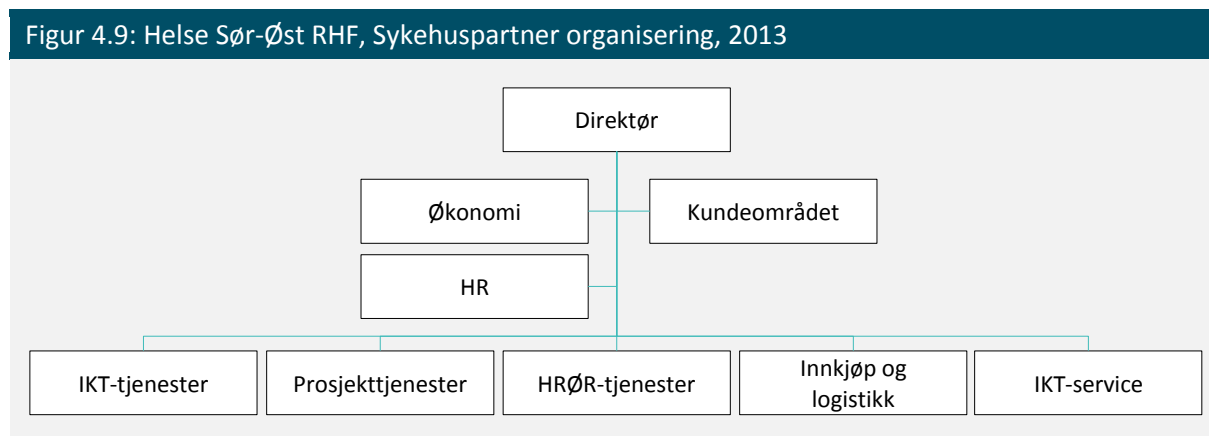 Figur 4.9: Helse Sør-Øst RHF, Sykehuspartner organisering, 2013
Direktør
Økonomi
Kundeområdet
HR
IKT-tjenester
Prosjekttjenester
HRØR-tjenester
Innkjøp og
logistikk
IKT-service